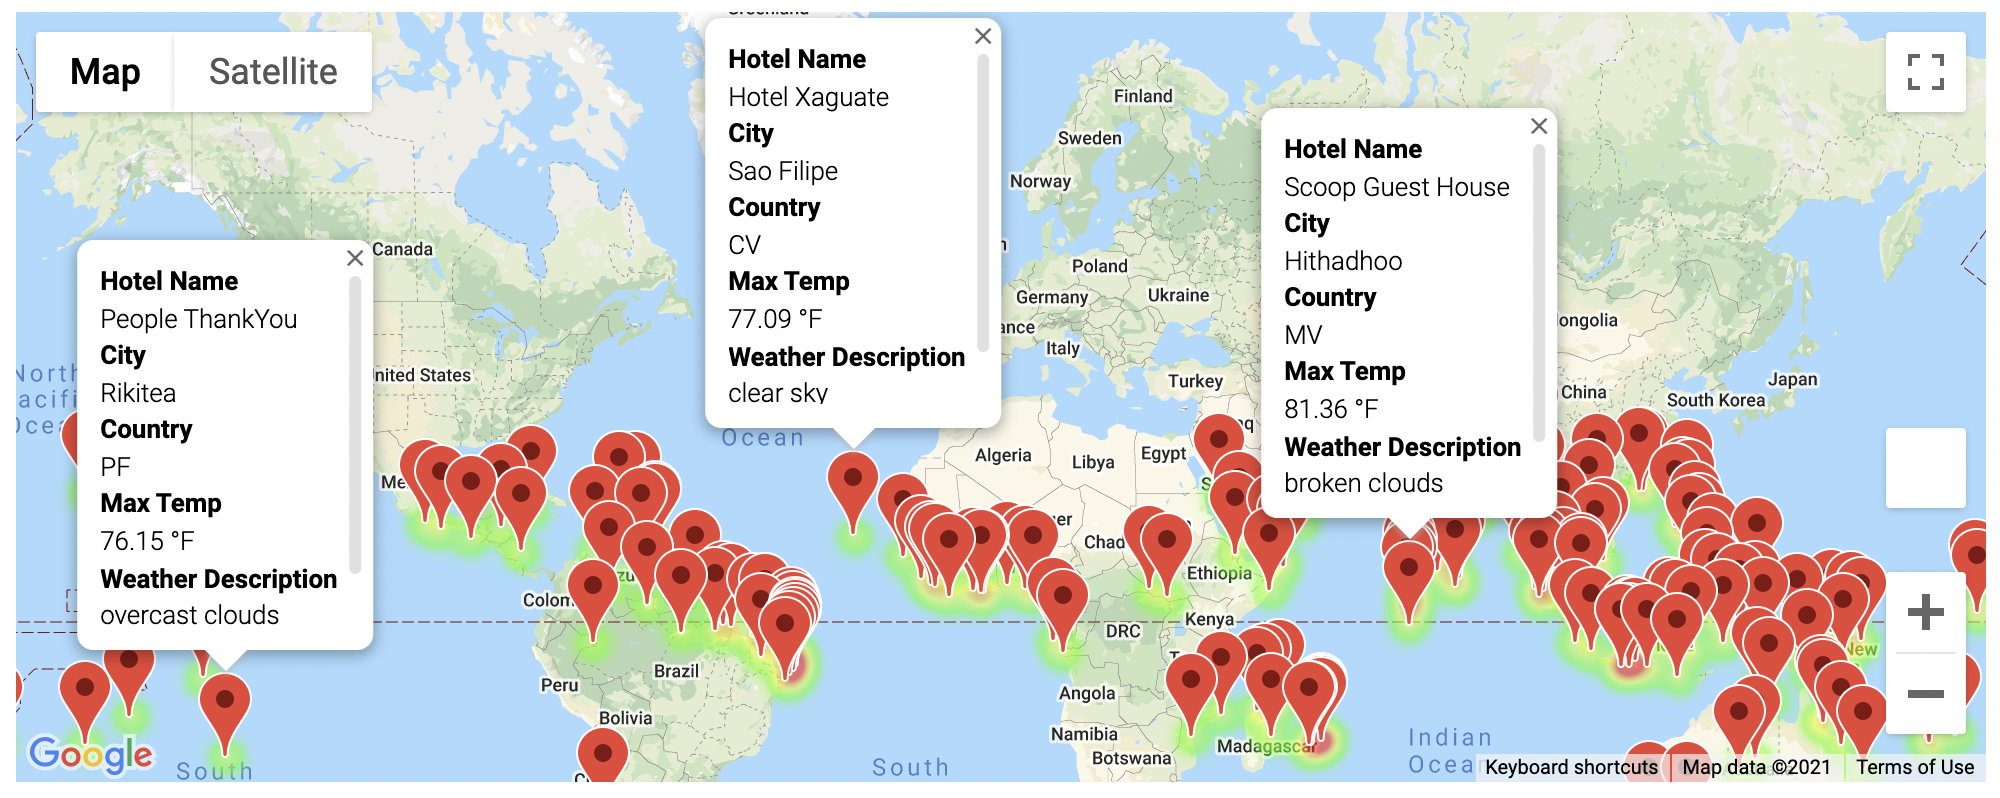 Greenland
Map
Satellite
Hotel Name
Hotel Xaguate
City
Sao Filipe
Country
CV
Max Temp
77.09 °F
Weather Description
clear sky
Hotel Name
Scoop Guest House
City
Hithadhoo
Country
MV
Max Temp
81.36 °F
Weather Description
broken clouds
Hotel Name
People ThankYou
City
Rikitea
Country
PF
Max Temp
76.15 °F
Weather Description
overcast clouds
Finland
Sweden
Norway
Canada
Poland
Germany
Ukraine
ance
Italy
ongolia
North
acifi
Ocea
nited States
Turkey
Japan
China
South Korea
Ocean
Algeria
Libya
Egypt
Me
Chad
Ethiopia
Colom
Kenya
DRC
Brazil
Peru
New
Angola
Bolivia
Namibia
Botswana
Madagascar
Indian
Ocea
South
South
Google
Keyboard shortcuts
Map data ©2021
Terms of Use